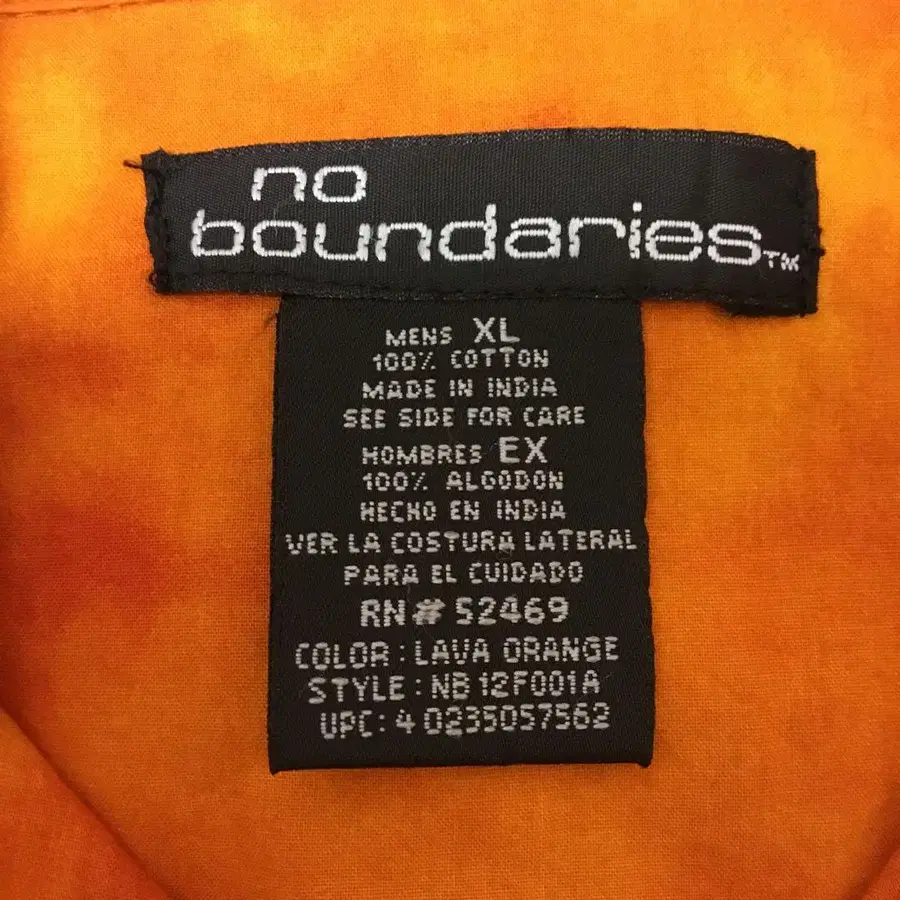 no
boundaries™
MENS XL
100% COTTON
MADE IN INDIA
SEE SIDE FOR CARE
HOMBRES EX
100% ALGODON
HECHO EN INDIA
VER LA COSTURA LATERAL
PARA EL CUIDADO
RN# 52469
COLOR : LAVA ORANGE
STYLE : NB 12F001A
UPC: 4 0235057562